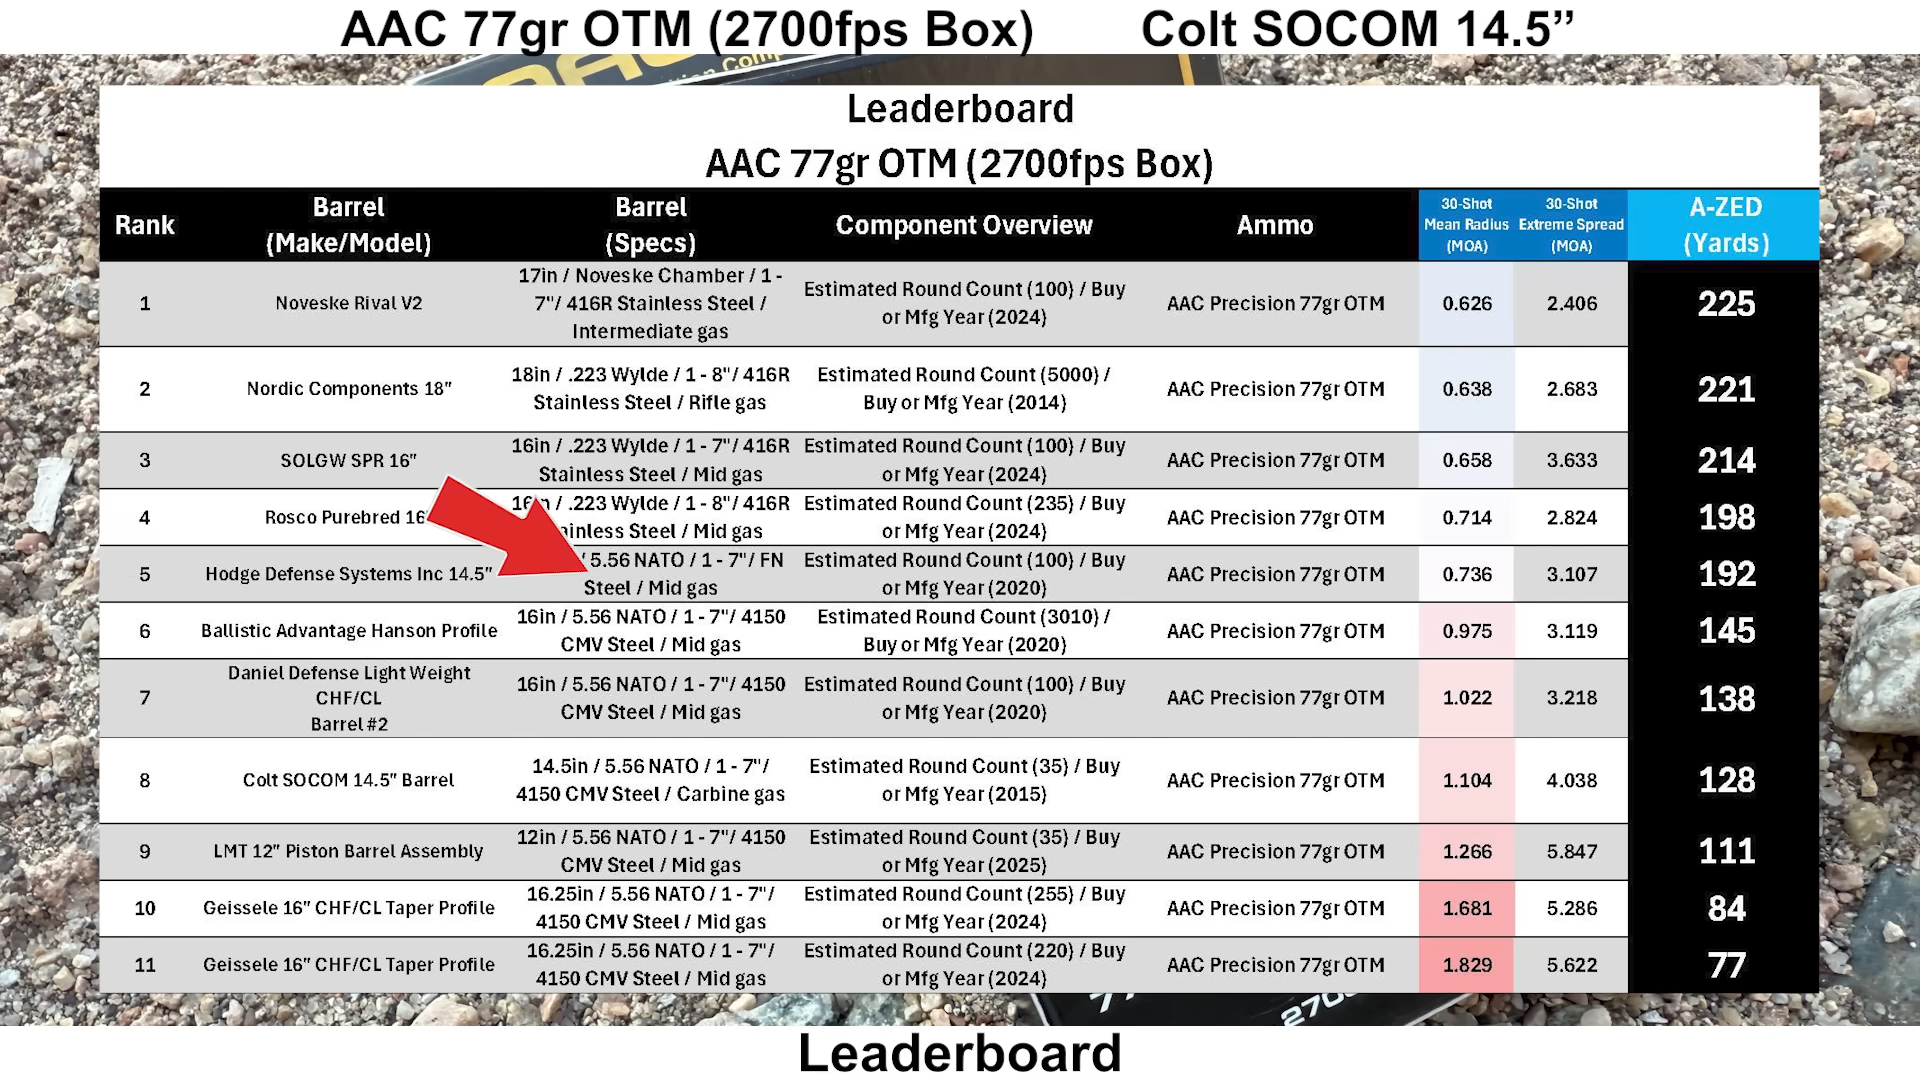 AAC 77gr OTM (2700fps Box) Colt SOCOM 14.5”
Leaderboard
AAC 77gr OTM (2700fps Box)
Rank
Barrel
(Make/Model)
Barrel
(Specs)
Component Overview
Ammo
30-Shot
Mean Radius
(MOA)
30-Shot
Extreme Spread
(MOA)
A-ZED
(Yards)
1
Noveske Rival V2
17in / Noveske Chamber / 1 -
7"/ 416R Stainless Steel /
Intermediate gas
Estimated Round Count (100) / Buy
or Mfg Year (2024)
AAC Precision 77gr OTM
0.626
2.406
225
2
Nordic Components 18"
18in / .223 Wylde / 1 - 8"/ 416R
Stainless Steel / Rifle gas
Estimated Round Count (5000) /
Buy or Mfg Year (2014)
AAC Precision 77gr OTM
0.638
2.683
221
3
SOLGW SPR 16"
16in / .223 Wylde / 1 - 7"/ 416R
Stainless Steel / Mid gas
Estimated Round Count (100) / Buy
or Mfg Year (2024)
AAC Precision 77gr OTM
0.658
3.633
214
4
Rosco Purebred 16
/ .223 Wylde / 1 - 8"/ 416R
Steel / Mid gas
Estimated Round Count (235) / Buy
or Mfg Year (2024)
AAC Precision 77gr OTM
0.714
2.824
198
5
Hodge Defense Systems Inc 14.5"
/ 5.56 NATO / 1 - 7"/ FN
Steel / Mid gas
Estimated Round Count (100) / Buy
or Mfg Year (2020)
AAC Precision 77gr OTM
0.736
3.107
192
6
Ballistic Advantage Hanson Profile
16in / 5.56 NATO / 1 - 7"/ 4150
CMV Steel / Mid gas
Estimated Round Count (3010) /
Buy or Mfg Year (2020)
AAC Precision 77gr OTM
0.975
3.119
145
7
Daniel Defense Light Weight
CHF/CL
Barrel #2
16in / 5.56 NATO / 1 - 7"/ 4150
CMV Steel / Mid gas
Estimated Round Count (100) / Buy
or Mfg Year (2020)
AAC Precision 77gr OTM
1.022
3.218
138
8
Colt SOCOM 14.5" Barrel
14.5in / 5.56 NATO / 1 - 7"/
4150 CMV Steel / Carbine gas
Estimated Round Count (35) / Buy
or Mfg Year (2015)
AAC Precision 77gr OTM
1.104
4.038
128
9
LMT 12" Piston Barrel Assembly
12in / 5.56 NATO / 1 - 7"/ 4150
CMV Steel / Mid gas
Estimated Round Count (35) / Buy
or Mfg Year (2025)
AAC Precision 77gr OTM
1.266
5.847
111
10
Geissele 16" CHF/CL Taper Profile
16.25in / 5.56 NATO / 1 - 7"/
4150 CMV Steel / Mid gas
Estimated Round Count (255) / Buy
or Mfg Year (2024)
AAC Precision 77gr OTM
1.681
5.286
84
11
Geissele 16" CHF/CL Taper Profile
16.25in / 5.56 NATO / 1 - 7"/
4150 CMV Steel / Mid gas
Estimated Round Count (220) / Buy
or Mfg Year (2024)
AAC Precision 77gr OTM
1.829
5.622
77
Leaderboard